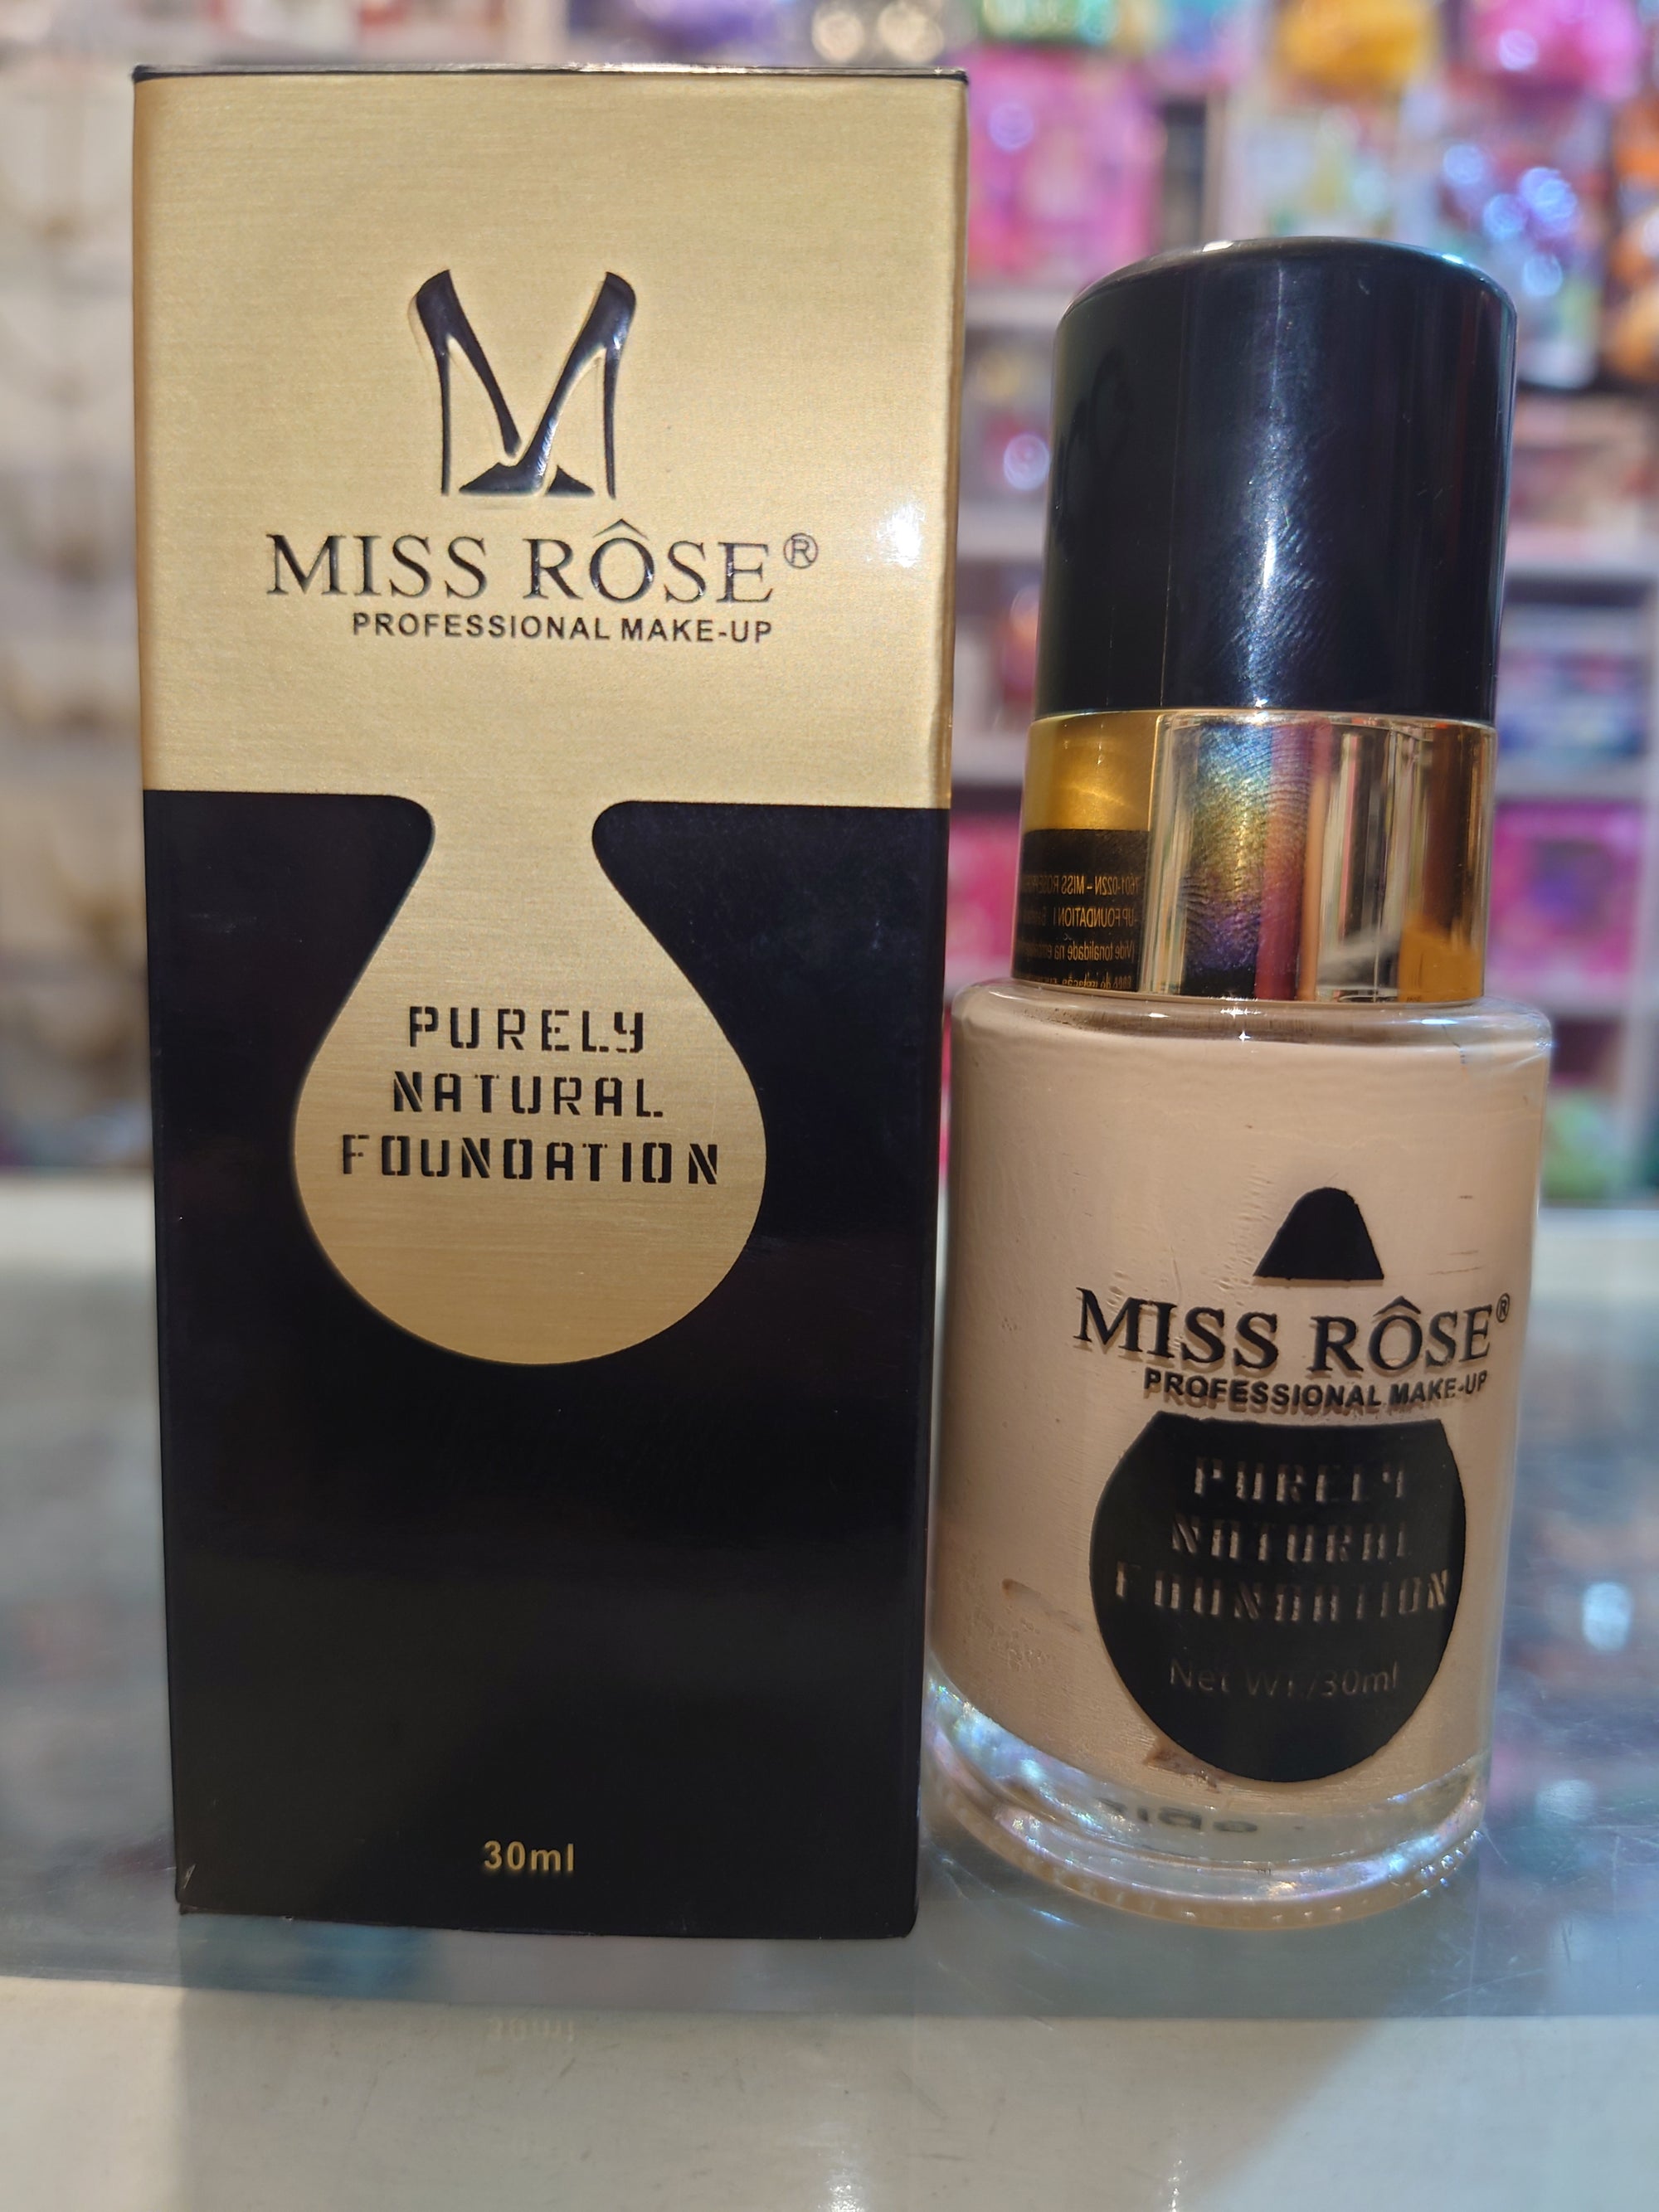 MISS RÔSE®
PROFESSIONAL MAKE-UP
PURELY
NATURAL
FOUNDATION
30ml
MISS RÔSE®
PROFESSIONAL MAKE-UP
PURELY
NATURAL
FOUNDATION
Net WT/30ml